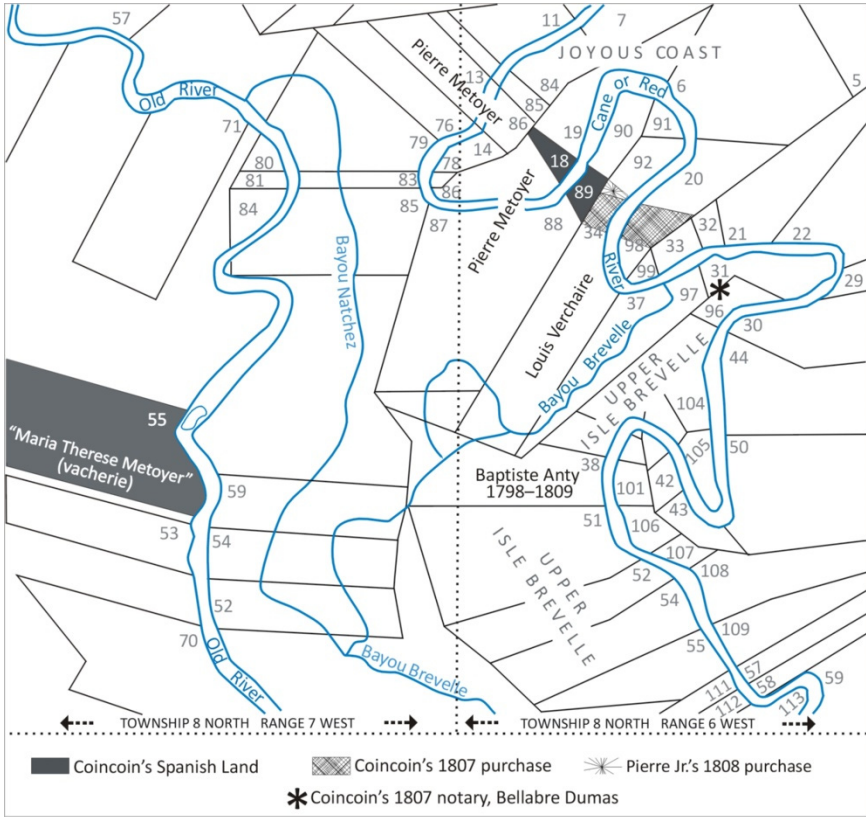 57
11
7
JOYOUS COAST
5
Old River
71
Pierre Metoyer
13
84
85
86
76
79
78
14
19
Cane or Red
6
90
91
18
92
20
80
81
83
86
84
85
87
89
Pierre Metoyer
88
34
98
33
32
21
22
River
99
31
29
Bayou Natchez
37
97
96
30
Louis Verchaire
Bayou Brevelle
44
UPPER
ISLE BREVELLE
104
55
"Maria Therese Metoyer"
(vacherie)
105
50
38
Baptiste Anty
1798–1809
101
42
43
59
53
54
51
106
UPPER
ISLE BREVELLE
107
52
108
54
52
109
55
70
Old
River
Bayou Brevelle
57
58
59
111
112
113
TOWNSHIP 8 NORTH RANGE 7 WEST
TOWNSHIP 8 NORTH RANGE 6 WEST
Coincoin's Spanish Land
Coincoin's 1807 purchase
Pierre Jr.'s 1808 purchase
* Coincoin's 1807 notary, Bellabre Dumas